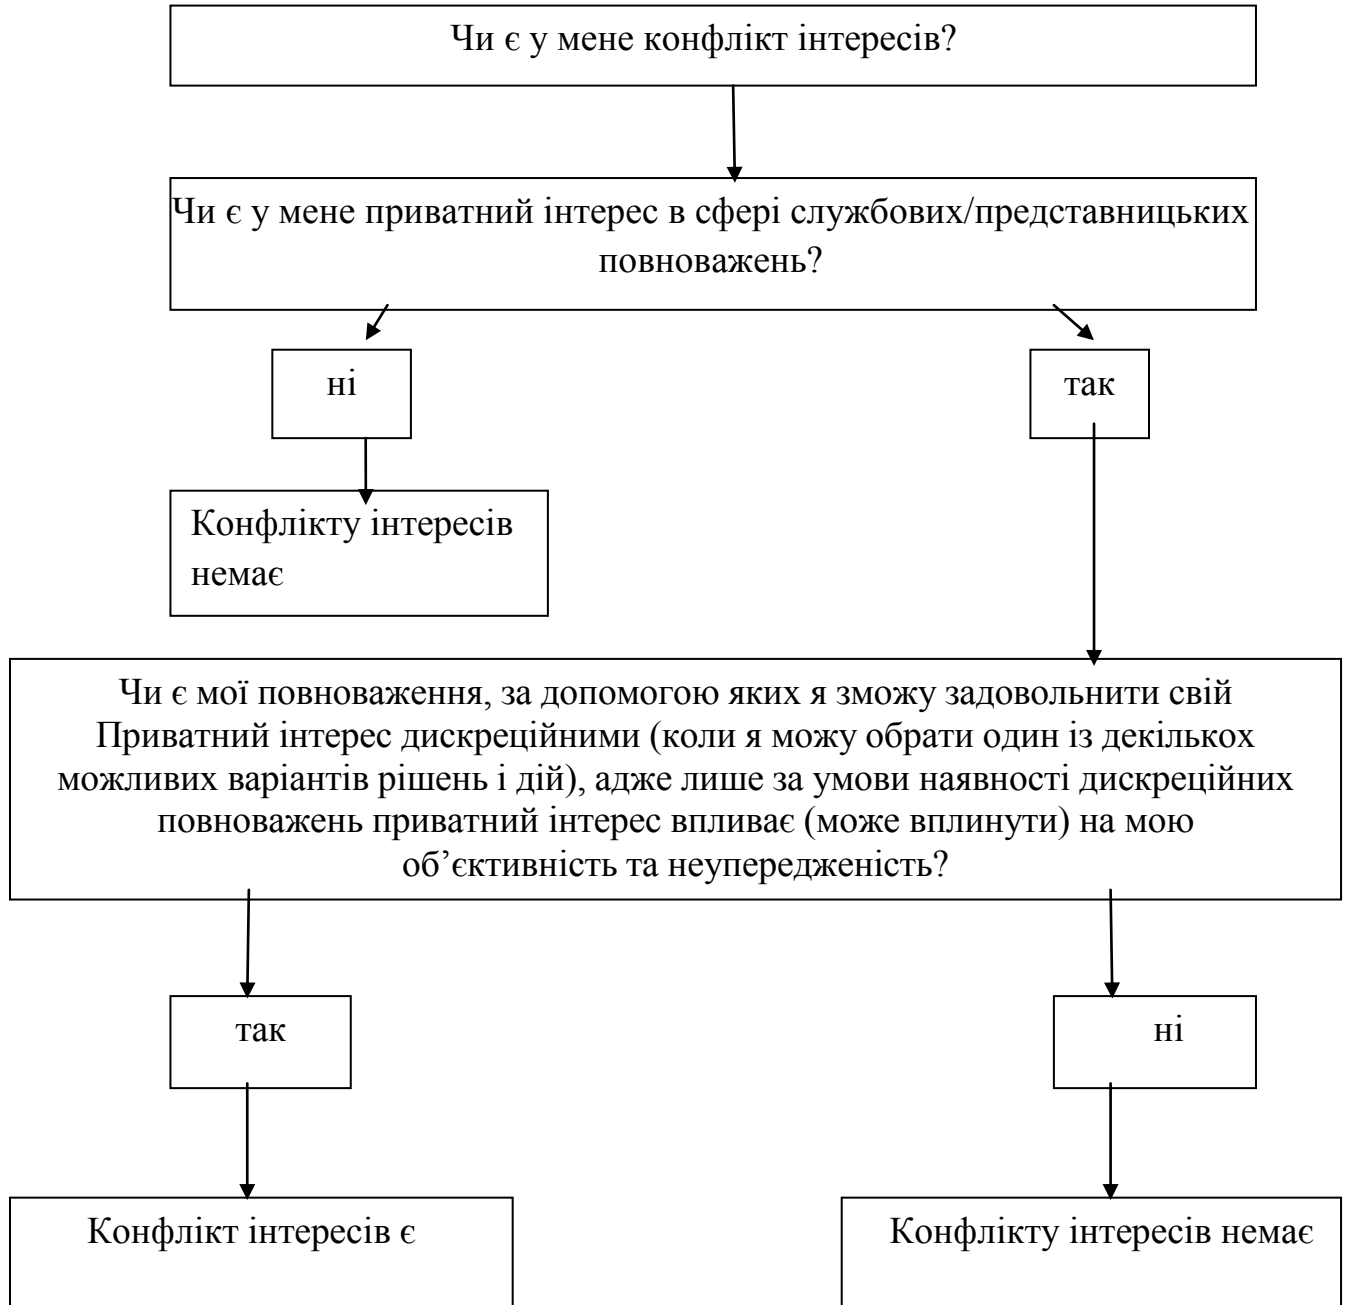 Чи є у мене конфлікт інтересів?
Чи є у мене приватний інтерес в сфері службових/представницьких
повноважень?
ні
так
Конфлікту інтересів
немає
Чи є мої повноваження, за допомогою яких я зможу задовольнити свій
Приватний інтерес дискреційними (коли я можу обрати один із декількох
можливих варіантів рішень і дій), адже лише за умови наявності дискреційних
повноважень приватний інтерес впливає (може вплинути) на мою
об’єктивність та неупередженість?
так
ні
Конфлікт інтересів є
Конфлікту інтересів немає